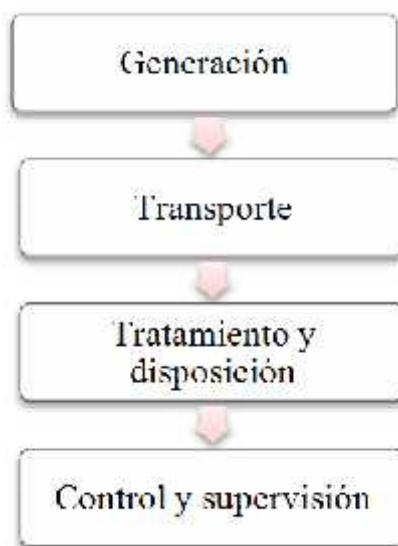 Generación
Transporte
Tratamiento y
disposición
Control y supervisión